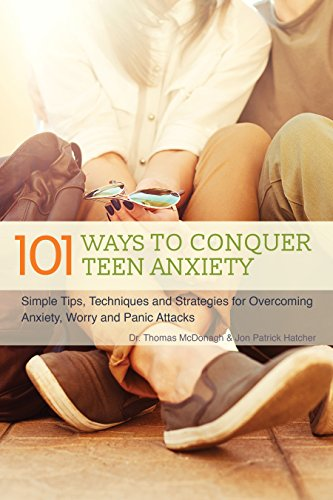 101 WAYS TO CONQUER
TEEN ANXIETY
Simple Tips, Techniques and Strategies for Overcoming
Anxiety, Worry and Panic Attacks
Dr. Thomas McDonagh & Jon Patrick Hatcher